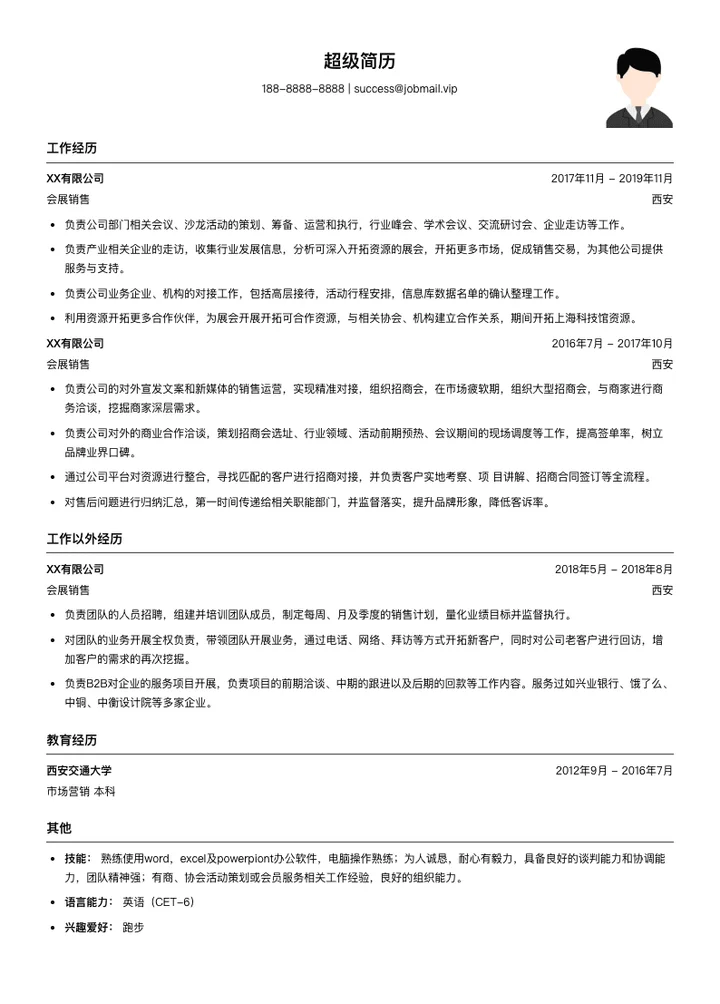 超级简历
188-8888-8888 | success@jobmail.vip
工作经历
XX有限公司 2017年11月 – 2019年11月
会展销售 西安
• 负责公司部门相关会议、沙龙活动的策划、筹备、运营和执行，行业峰会、学术会议、交流研讨会、企业走访等工作。
• 负责产业相关企业的走访，收集行业发展信息，分析可深入开拓资源的展会，开拓更多市场，促成销售交易，为其他公司提供
服务与支持。
• 负责公司业务企业、机构的对接工作，包括高层接待，活动行程安排，信息库数据名单的确认整理工作。
• 利用资源开拓更多合作伙伴，为展会开展开拓可合作资源，与相关协会、机构建立合作关系，期间开拓上海科技馆资源。
XX有限公司 2016年7月 – 2017年10月
会展销售 西安
• 负责公司的对外宣发文案和新媒体的销售运营，实现精准对接，组织招商会，在市场疲软期，组织大型招商会，与商家进行商
务洽谈，挖掘商家深层需求。
• 负责公司对外的商业合作洽谈，策划招商会选址、行业领域、活动前期预热、会议期间的现场调度等工作，提高签单率，树立
品牌业界口碑。
• 通过公司平台对资源进行整合，寻找匹配的客户进行招商对接，并负责客户实地考察、项 目讲解、招商合同签订等全流程。
• 对售后问题进行归纳汇总，第一时间传递给相关职能部门，并监督落实，提升品牌形象，降低客诉率。
工作以外经历
XX有限公司 2018年5月 – 2018年8月
会展销售 西安
• 负责团队的人员招聘，组建并培训团队成员，制定每周、月及季度的销售计划，量化业绩目标并监督执行。
• 对团队的业务开展全权负责，带领团队开展业务，通过电话、网络、拜访等方式开拓新客户，同时对公司老客户进行回访，增
加客户的需求的再次挖掘。
• 负责B2B对企业的服务项目开展，负责项目的前期洽谈、中期的跟进以及后期的回款等工作内容。服务过如兴业银行、饿了么、
中铜、中衡设计院等多家企业。
教育经历
西安交通大学 2012年9月 – 2016年7月
市场营销 本科
其他
• 技能： 熟练使用word，excel及powerpiont办公软件，电脑操作熟练；为人诚恳，耐心有毅力，具备良好的谈判能力和协调能
力，团队精神强；有商、协会活动策划或会员服务相关工作经验，良好的组织能力。
• 语言能力： 英语（CET-6）
• 兴趣爱好： 跑步